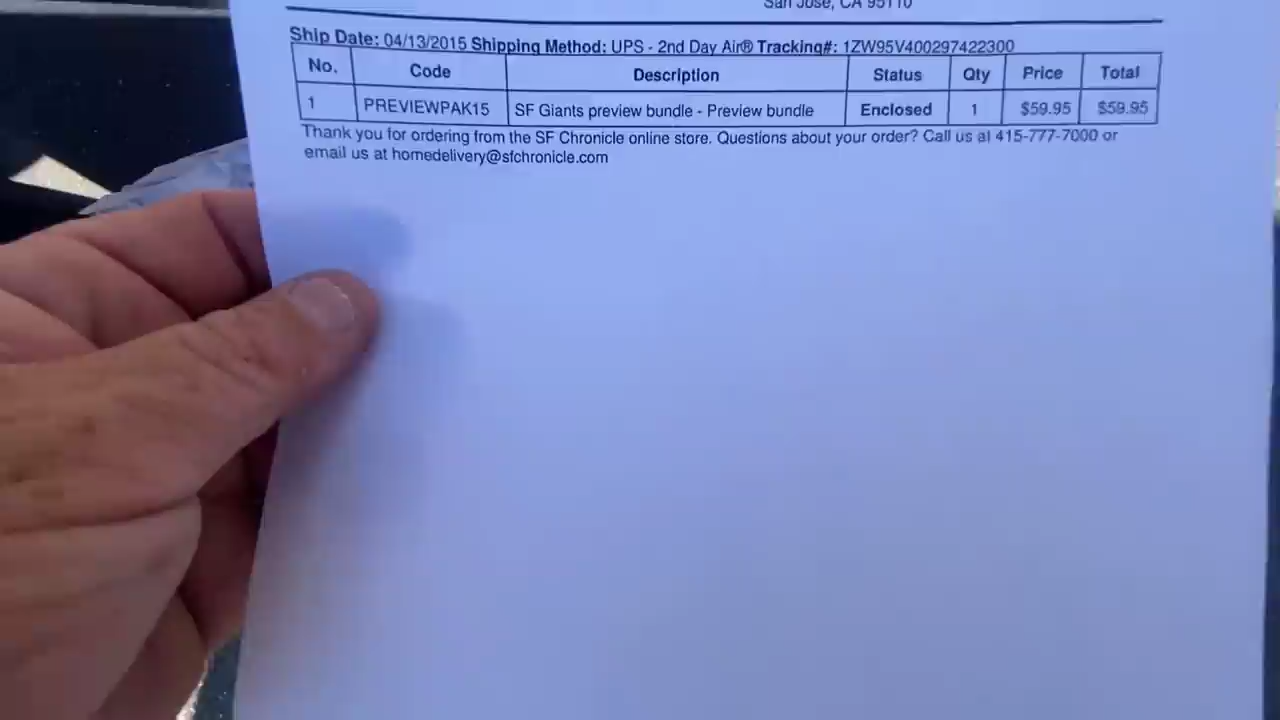 San Jose, CA 95110
Ship Date: 04/13/2015 Shipping Method: UPS - 2nd Day Air® Tracking#: 1ZW95V400297422300
No. Code Description Status Qty Price Total
1 PREVIEWPAK15 SF Giants preview bundle - Preview bundle Enclosed 1 $59.95 $59.95
Thank you for ordering from the SF Chronicle online store. Questions about your order? Call us at 415-777-7000 or
email us at homedelivery@sfchronicle.com